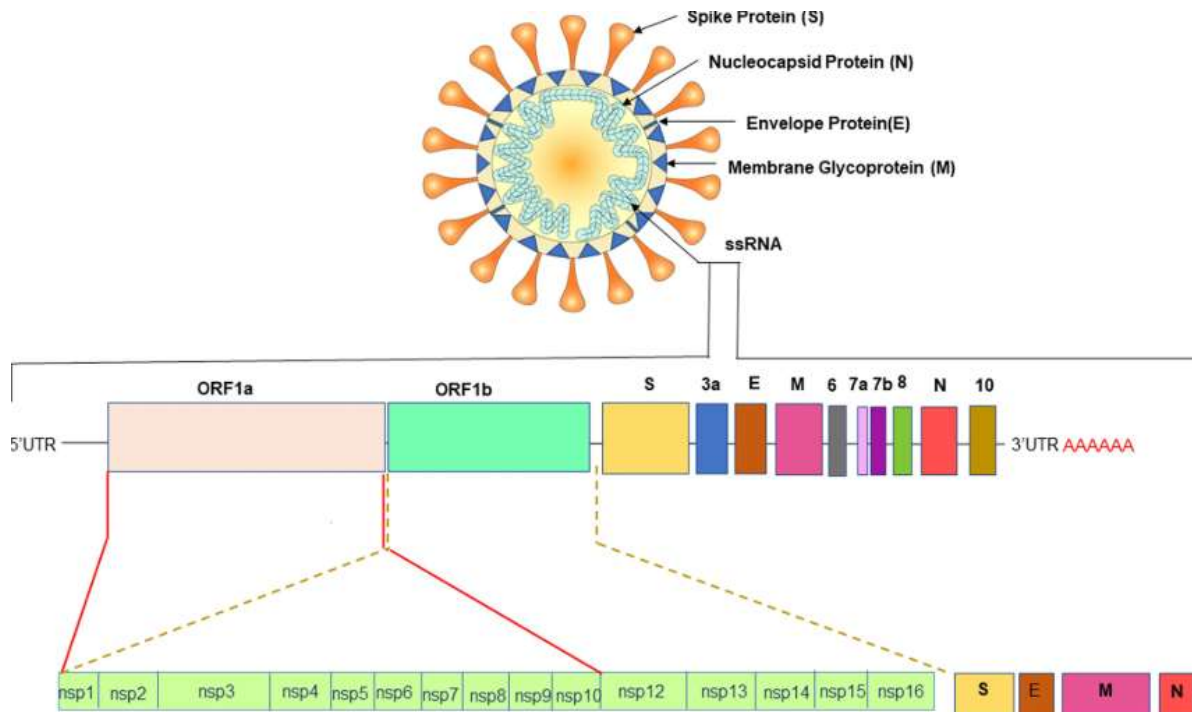 Spike Protein (S)
Nucleocapsid Protein (N)
Envelope Protein(E)
Membrane Glycoprotein (M)
ssRNA
ORF1a ORF1b S 3a E M 6 7a 7b 8 N 10
5'UTR 3'UTR AAAAAA
nsp1 nsp2 nsp3 nsp4 nsp5 nsp6 nsp7 nsp8 nsp9 nsp10 nsp12 nsp13 nsp14 nsp15 nsp16 S E M N